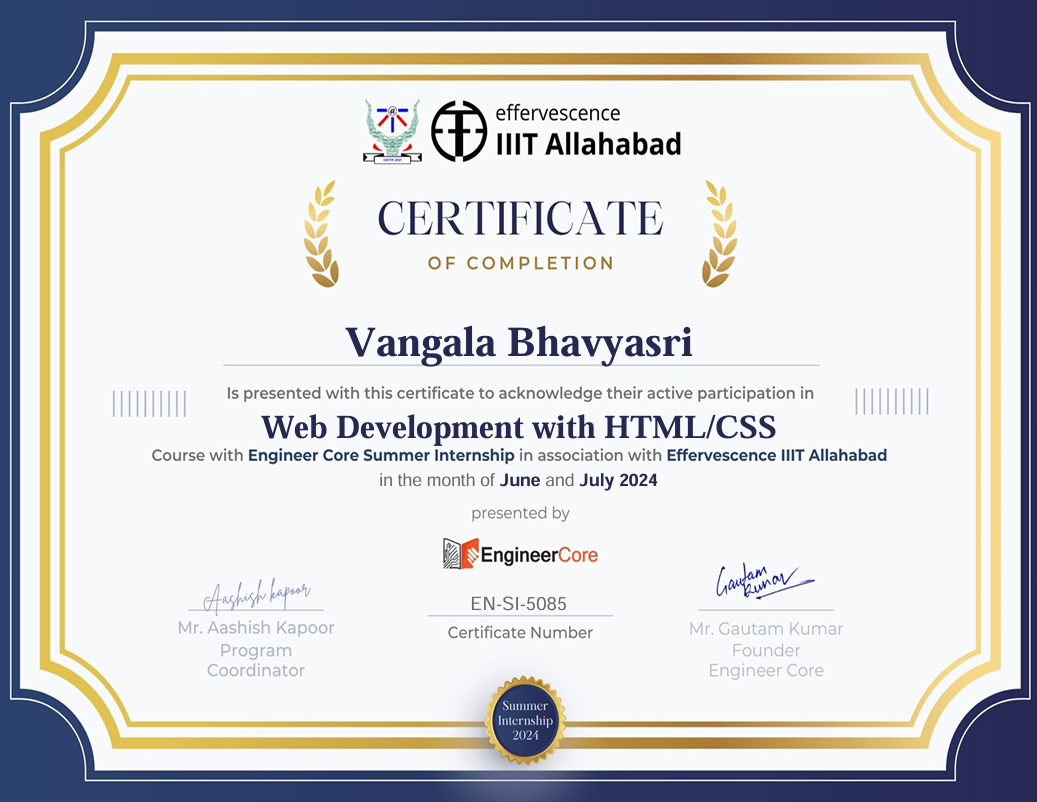 effervescence
IIIT Allahabad
CERTIFICATE
OF COMPLETION
Vangala Bhavyasri
Is presented with this certificate to acknowledge their active participation in
Web Development with HTML/CSS
Course with Engineer Core Summer Internship in association with Effervescence IIIT Allahabad
in the month of June and July 2024
presented by
EngineerCore
Aashish kapoor
Mr. Aashish Kapoor
Program
Coordinator
EN-SI-5085
Certificate Number
Gautam
Kumar
Mr. Gautam Kumar
Founder
Engineer Core
Summer
Internship
2024